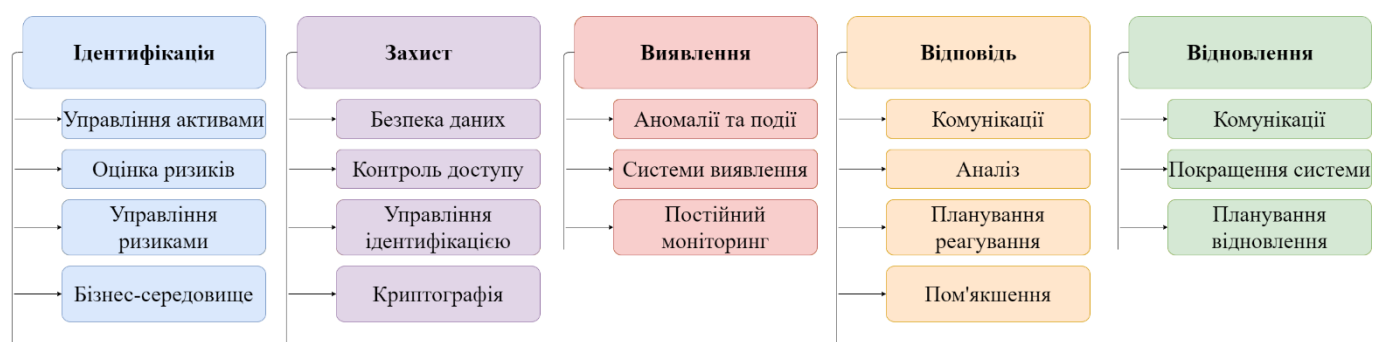 Ідентифікація
Управління активами
Оцінка ризиків
Управління
ризиками
Бізнес-середовище
Захист
Безпека даних
Контроль доступу
Управління
ідентифікацією
Криптографія
Виявлення
Аномалії та події
Системи виявлення
Постійний
моніторинг
Відповідь
Комунікації
Аналіз
Планування
реагування
Пом'якшення
Відновлення
Комунікації
Покращення системи
Планування
відновлення